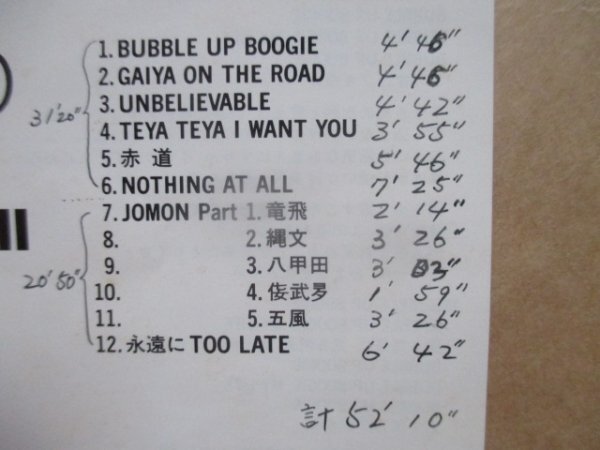 1. BUBBLE UP BOOGIE 4' 46"
2. GAIYA ON THE ROAD 4' 46"
3. UNBELIEVABLE 4' 42"
4. TEYA TEYA I WANT YOU 3' 55"
5. 赤道 5' 46"
6. NOTHING AT ALL 7' 25"
31'20"
7. JOMON Part 1. 竜飛 2' 14"
8. 2. 縄文 3' 26"
9. 3. 八甲田 3' 03"
10. 4. 侫武多 1' 59"
11. 5. 五風 3' 26"
12. 永遠に TOO LATE 6' 42"
20'50"
計 52' 10"